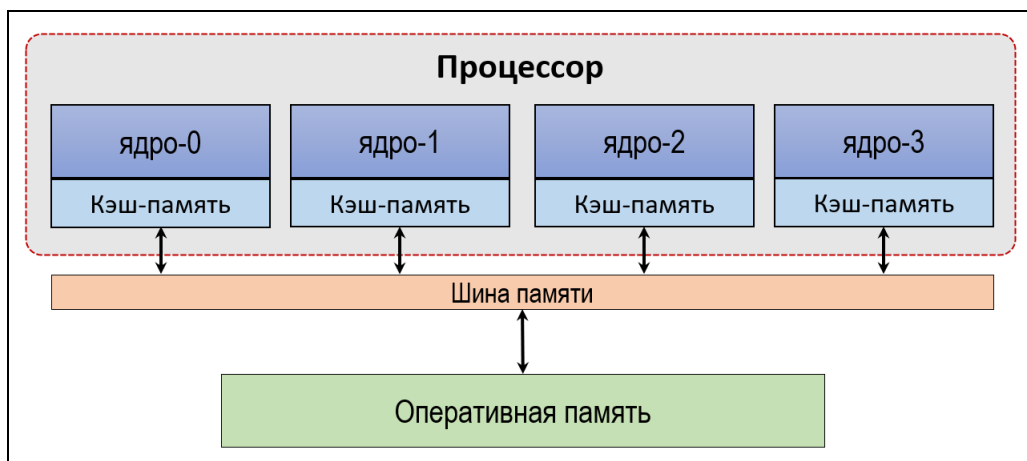 Процессор
ядро-0
ядро-1
ядро-2
ядро-3
Кэш-память
Кэш-память
Кэш-память
Кэш-память
Шина памяти
Оперативная память